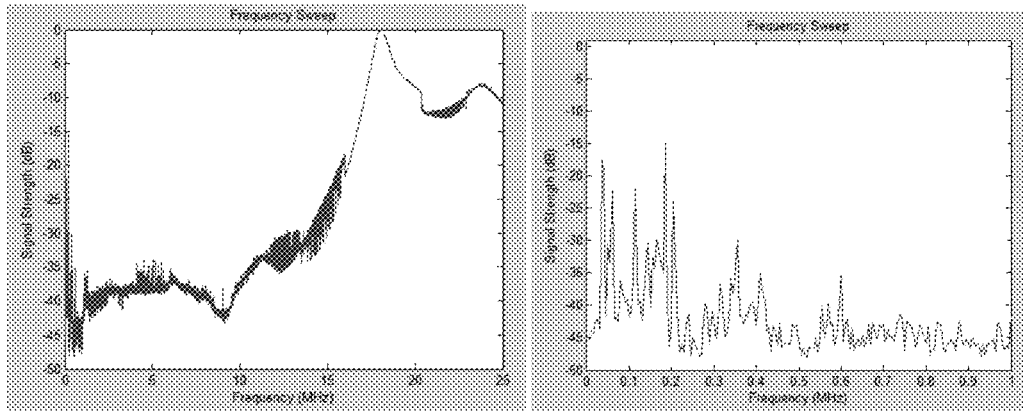 Frequency Sweep
0
-5
-10
-15
-20
-25
-30
-35
-40
-45
-50
Signal Strength (dB)
0 5 10 15 20 25
Frequency (MHz)
Frequency Sweep
0
-5
-10
-15
-20
-25
-30
-35
-40
-45
-50
Signal Strength (dB)
0 0.1 0.2 0.3 0.4 0.5 0.6 0.7 0.8 0.9 1
Frequency (MHz)